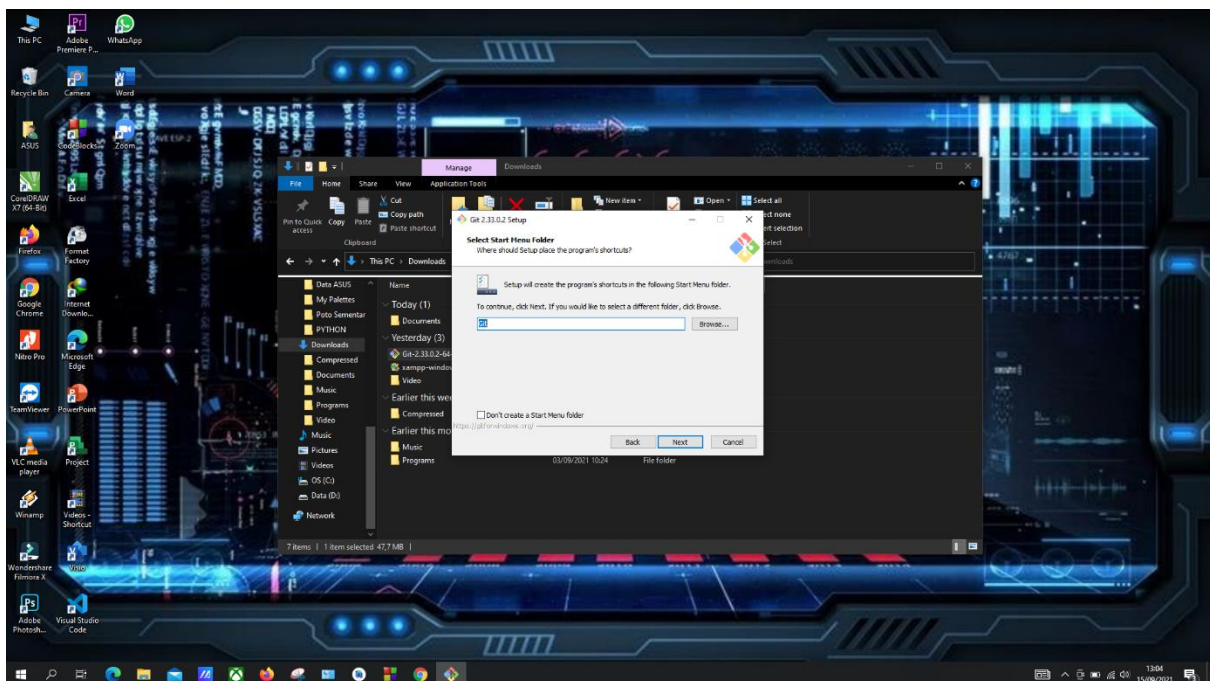 This PC
Adobe Premiere P...
WhatsApp
Recycle Bin
Camera
Word
ASUS
CodeBlocks
Zoom
CorelDRAW X7 (64-Bit)
Excel
Firefox
Format Factory
Google Chrome
Internet Downlo...
Nitro Pro
Microsoft Edge
TeamViewer
PowerPoint
VLC media player
Project
Winamp
Videos - Shortcut
Wondershare Filmora X
Visio
Adobe Photosh...
Visual Studio Code
Manage
Downloads
File
Home
Share
View
Application Tools
Pin to Quick access
Copy
Paste
Cut
Copy path
Paste shortcut
Clipboard
New item
Open
Select all
Select
This PC > Downloads
Data ASUS
My Palettes
Poto Sementar
PYTHON
Downloads
Compressed
Documents
Music
Programs
Video
Music
Pictures
Videos
OS (C:)
Data (D:)
Network
Name
Today (1)
Documents
Yesterday (3)
Git-2.33.0.2-64-
xampp-window
Video
Earlier this wee
Compressed
Earlier this mo
Music
Programs
03/09/2021 10:24
File folder
7 items
1 item selected 47,7 MB
Git 2.33.0.2 Setup
Select Start Menu Folder
Where should Setup place the program's shortcuts?
Setup will create the program's shortcuts in the following Start Menu folder.
To continue, click Next. If you would like to select a different folder, click Browse.
Git
Browse...
Don't create a Start Menu folder
https://gitforwindows.org/
Back
Next
Cancel
13:04
15/09/2021